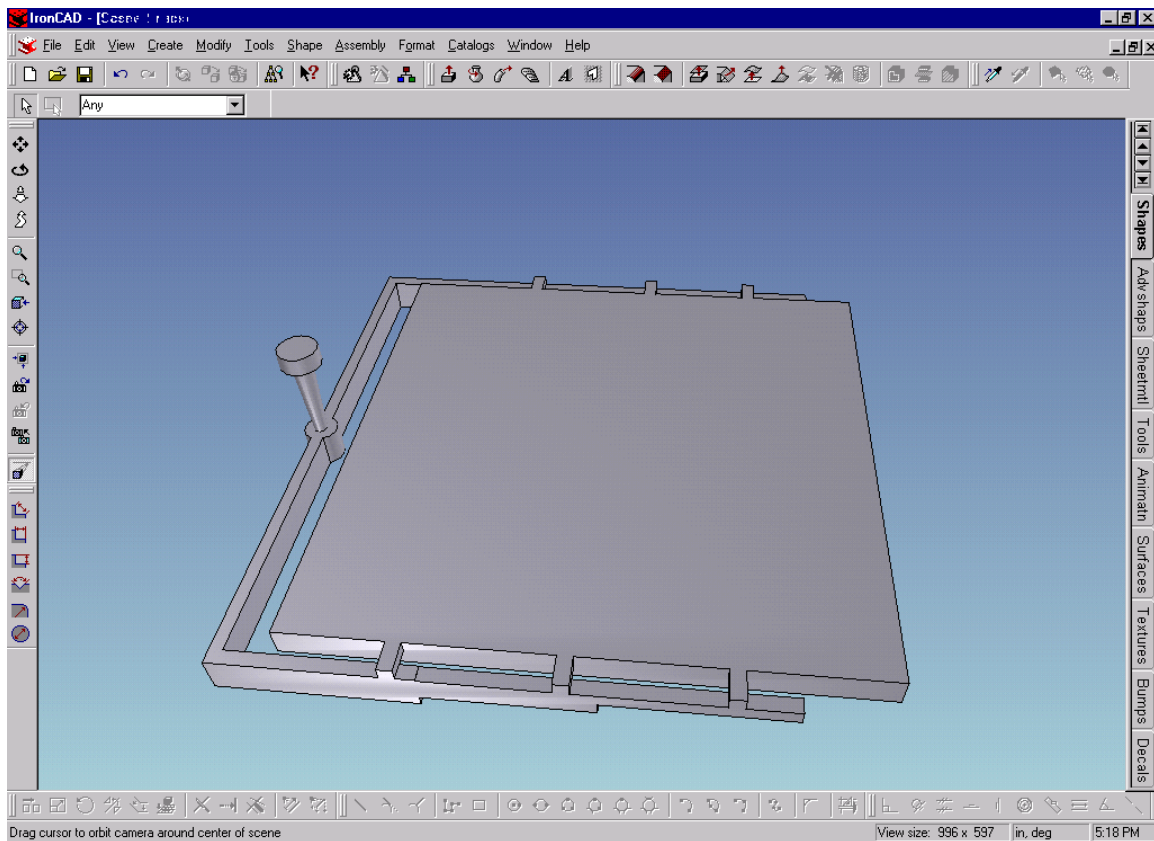 IronCAD
File Edit View Create Modify Tools Shape Assembly Format Catalogs Window Help
Any
Shapes
Advshaps
Sheetmtl
Tools
Animatn
Surfaces
Textures
Bumps
Decals
Drag cursor to orbit camera around center of scene
View size: 996 x 597
in, deg
5:18 PM